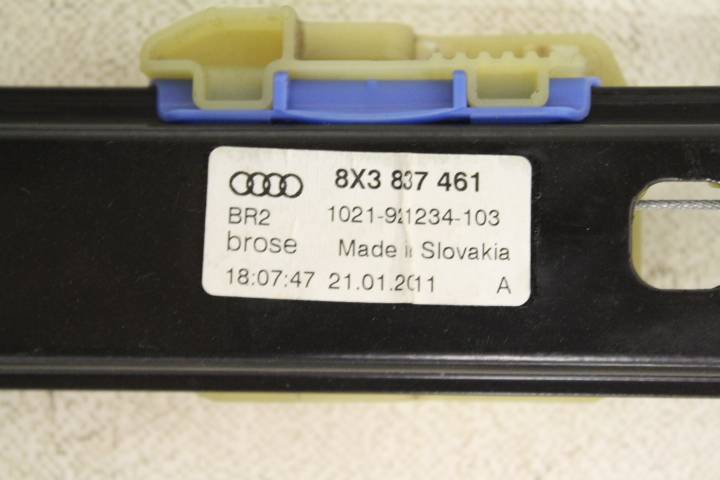 8X3 837 461
BR2 1021-921234-103
brose Made in Slovakia
18:07:47 21.01.2011 A